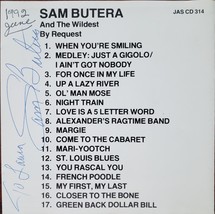 SAM BUTERA
And The Wildest
By Request
JAS CD 314
1. WHEN YOU'RE SMILING
2. MEDLEY: JUST A GIGOLO/
I AIN'T GOT NOBODY
3. FOR ONCE IN MY LIFE
4. UP A LAZY RIVER
5. OL' MAN MOSE
6. NIGHT TRAIN
7. LOVE IS A 5 LETTER WORD
8. ALEXANDER'S RAGTIME BAND
9. MARGIE
10. COME TO THE CABARET
11. MARI-YOOTCH
12. ST. LOUIS BLUES
13. YOU RASCAL YOU
14. FRENCH POODLE
15. MY FIRST, MY LAST
16. CLOSER TO THE BONE
17. GREEN BACK DOLLAR BILL
1992
June
To
Sam Butera